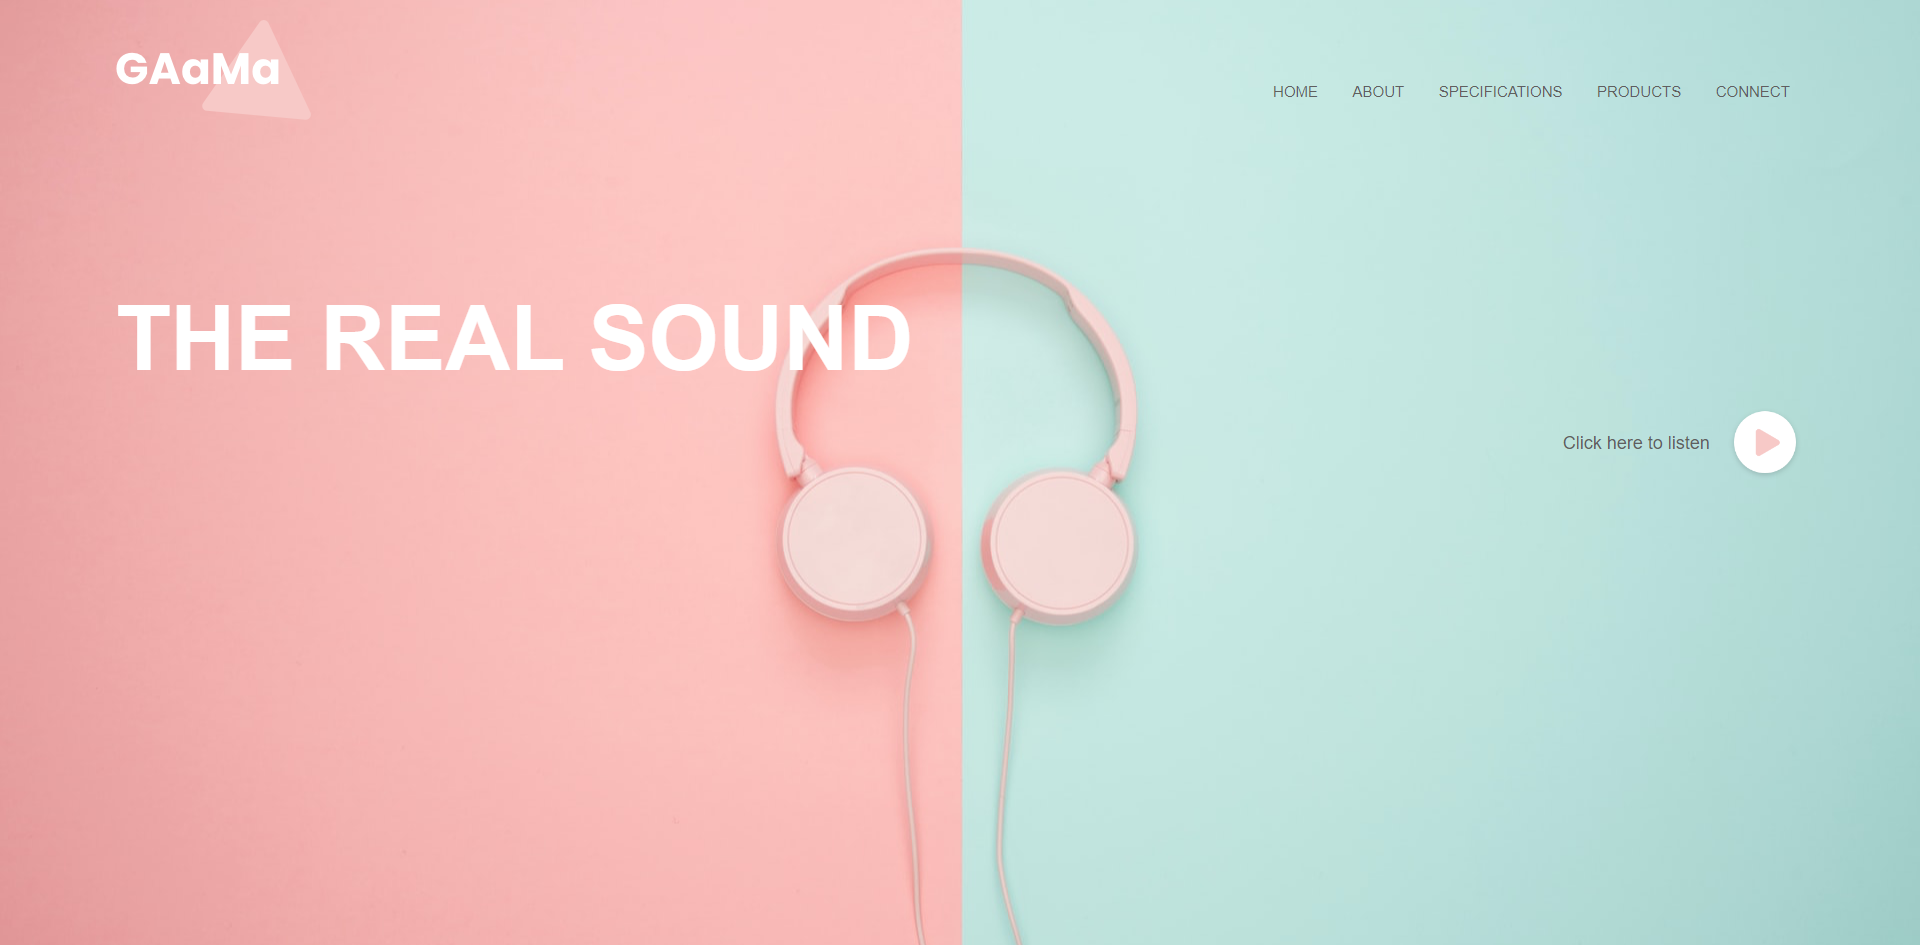 GAaMa
HOME ABOUT SPECIFICATIONS PRODUCTS CONNECT
THE REAL SOUND
Click here to listen